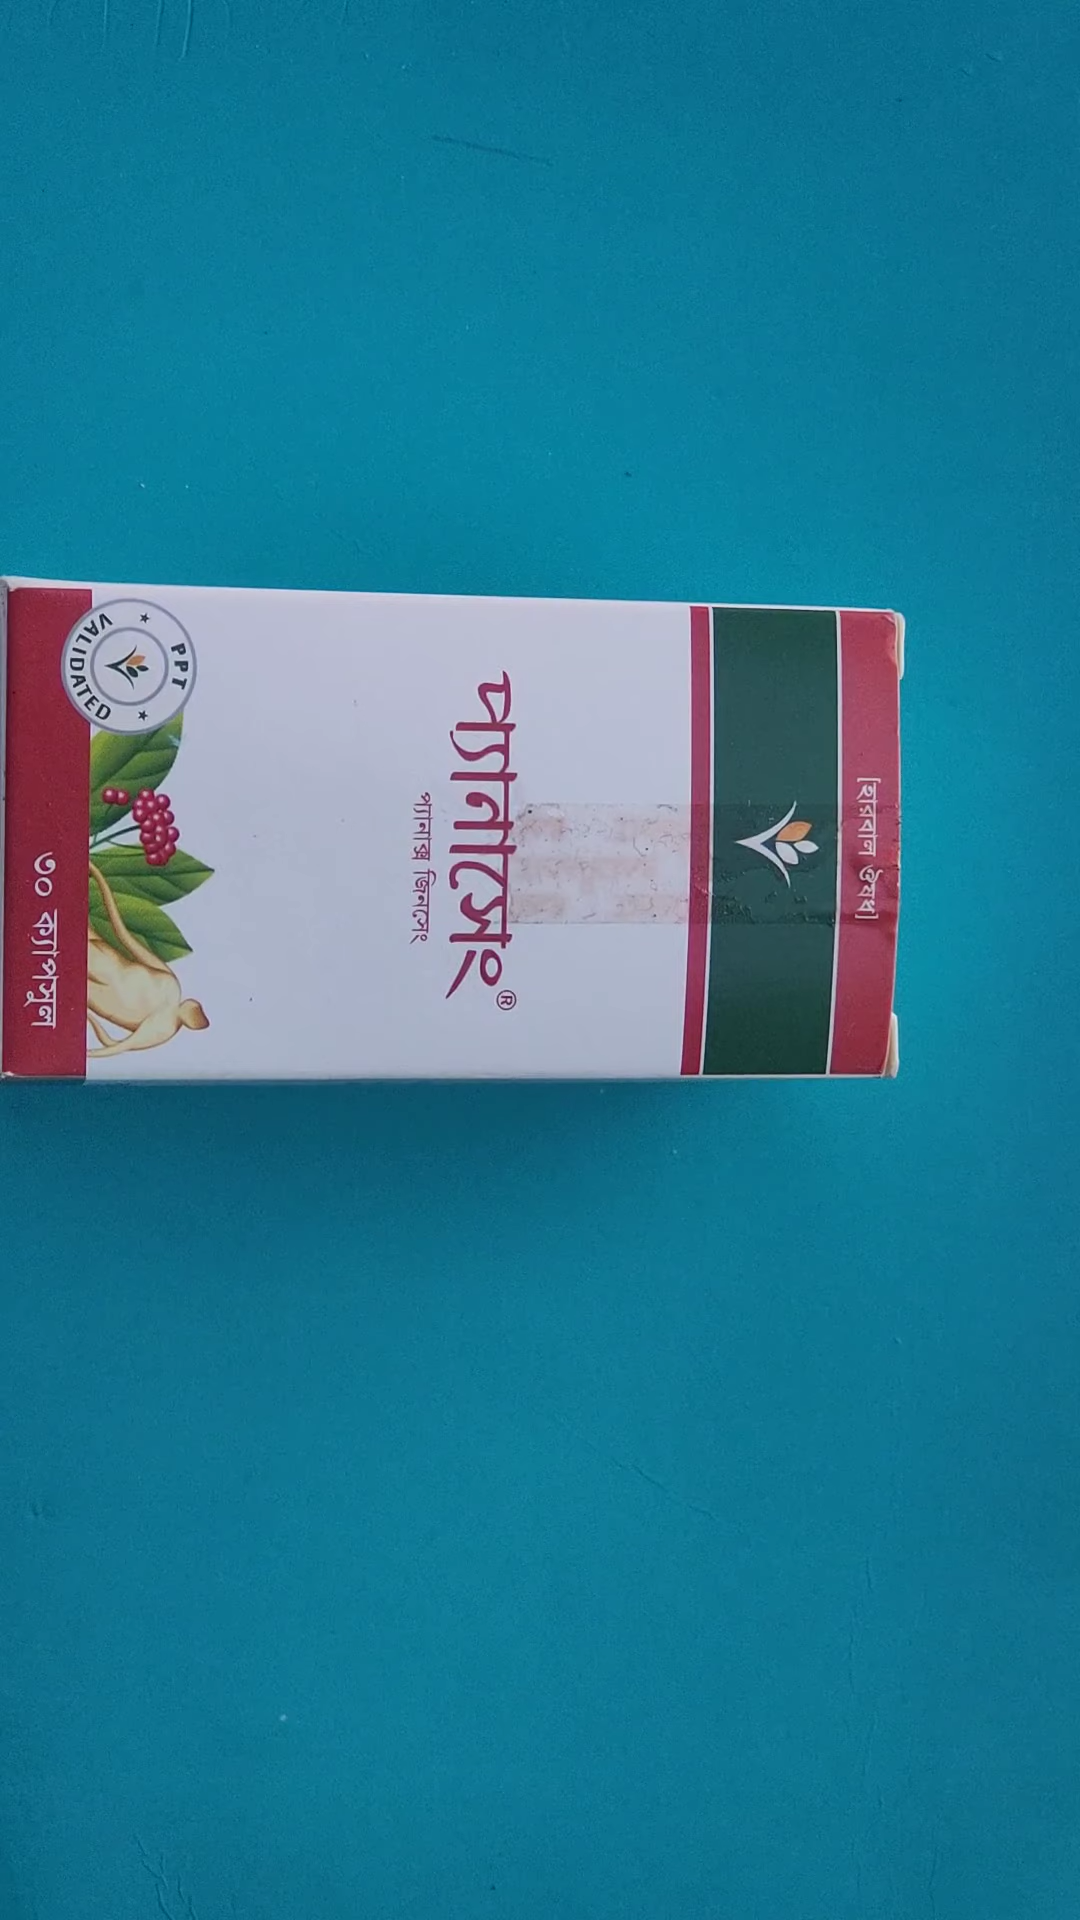 [হারবাল ঔষধ]
প্যানাসেং®
প্যানাক্স জিনসেং
PPT
VALIDATED
৩০ ক্যাপসুল